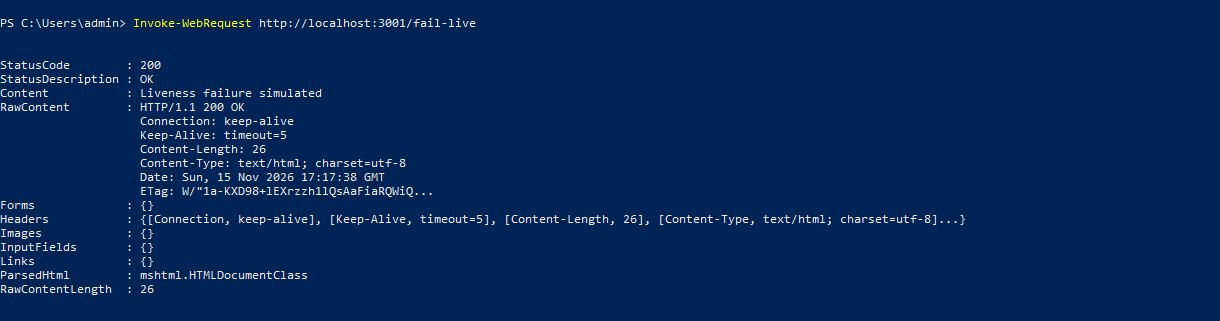 PS C:\Users\admin> Invoke-WebRequest http://localhost:3001/fail-live
StatusCode        : 200
StatusDescription : OK
Content           : Liveness failure simulated
RawContent        : HTTP/1.1 200 OK
                    Connection: keep-alive
                    Keep-Alive: timeout=5
                    Content-Length: 26
                    Content-Type: text/html; charset=utf-8
                    Date: Sun, 15 Nov 2026 17:17:38 GMT
                    ETag: W/"1a-KXD98+lEXrzzh1lQsAaFiaRQWiQ...
Forms             : {}
Headers           : {[Connection, keep-alive], [Keep-Alive, timeout=5], [Content-Length, 26], [Content-Type, text/html; charset=utf-8]...}
Images            : {}
InputFields       : {}
Links             : {}
ParsedHtml        : mshtml.HTMLDocumentClass
RawContentLength  : 26